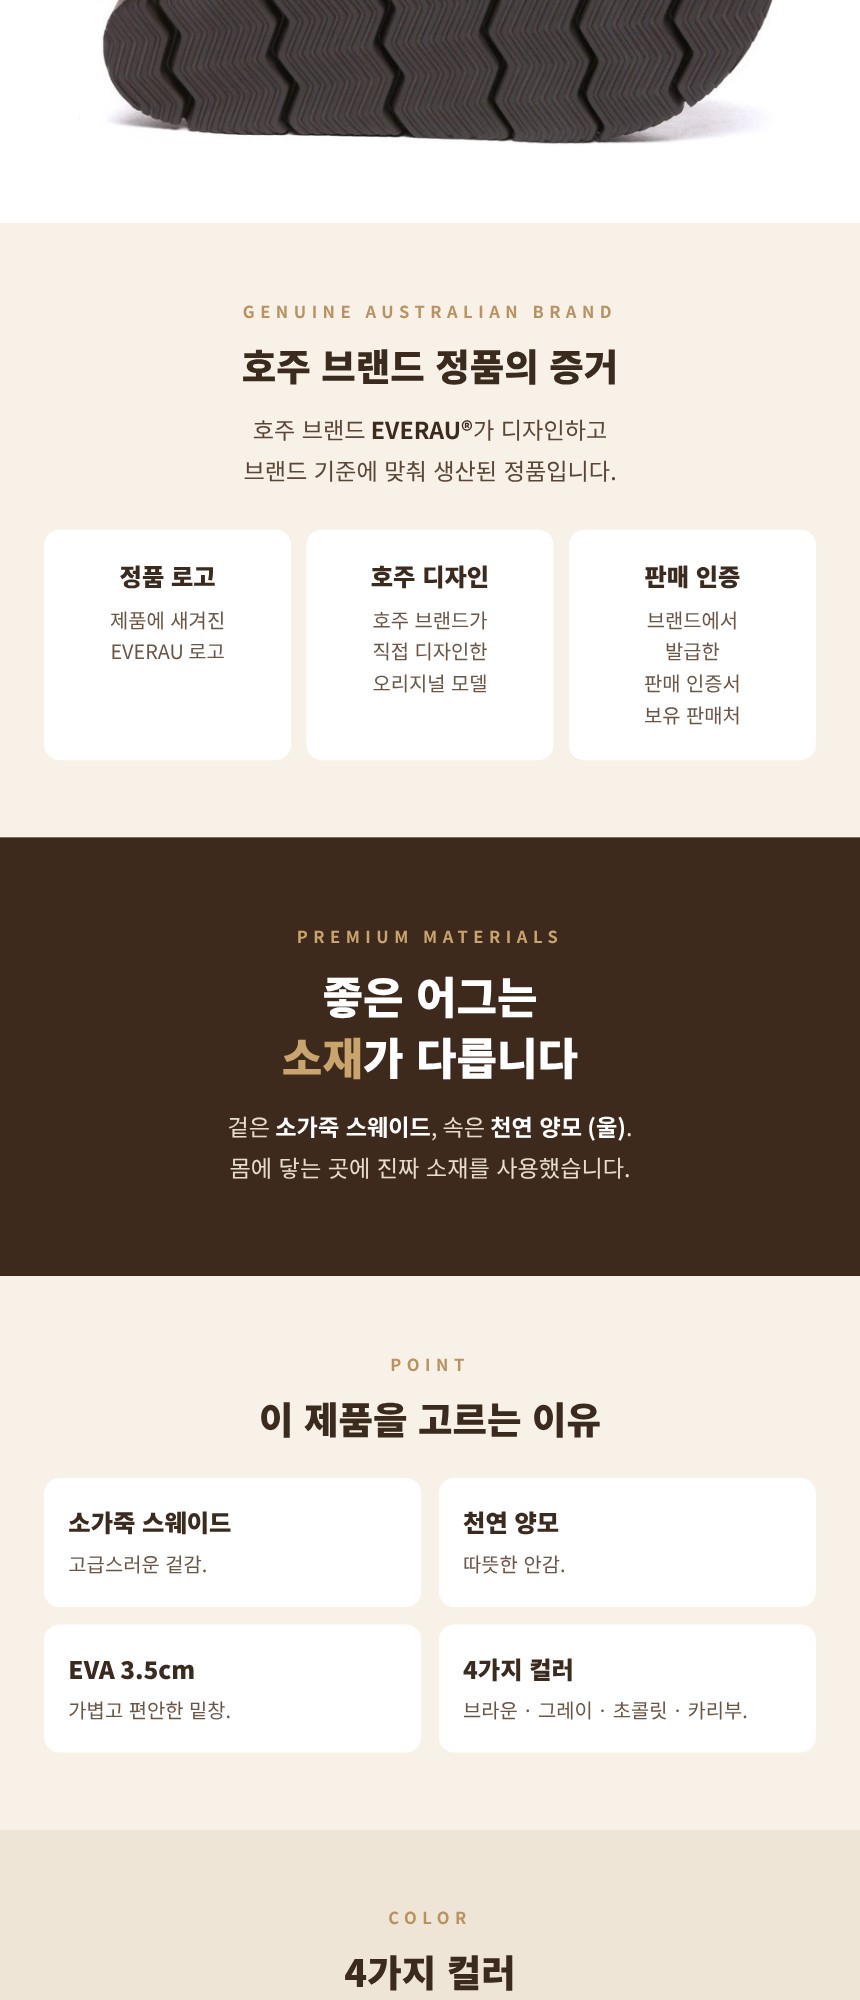 GENUINE AUSTRALIAN BRAND
호주 브랜드 정품의 증거
호주 브랜드 EVERAU®가 디자인하고
브랜드 기준에 맞춰 생산된 정품입니다.
정품 로고
제품에 새겨진
EVERAU 로고
호주 디자인
호주 브랜드가
직접 디자인한
오리지널 모델
판매 인증
브랜드에서
발급한
판매 인증서
보유 판매처
PREMIUM MATERIALS
좋은 어그는
소재가 다릅니다
겉은 소가죽 스웨이드, 속은 천연 양모 (울).
몸에 닿는 곳에 진짜 소재를 사용했습니다.
POINT
이 제품을 고르는 이유
소가죽 스웨이드
고급스러운 겉감.
천연 양모
따뜻한 안감.
EVA 3.5cm
가볍고 편안한 밑창.
4가지 컬러
브라운 · 그레이 · 초콜릿 · 카리부.
COLOR
4가지 컬러